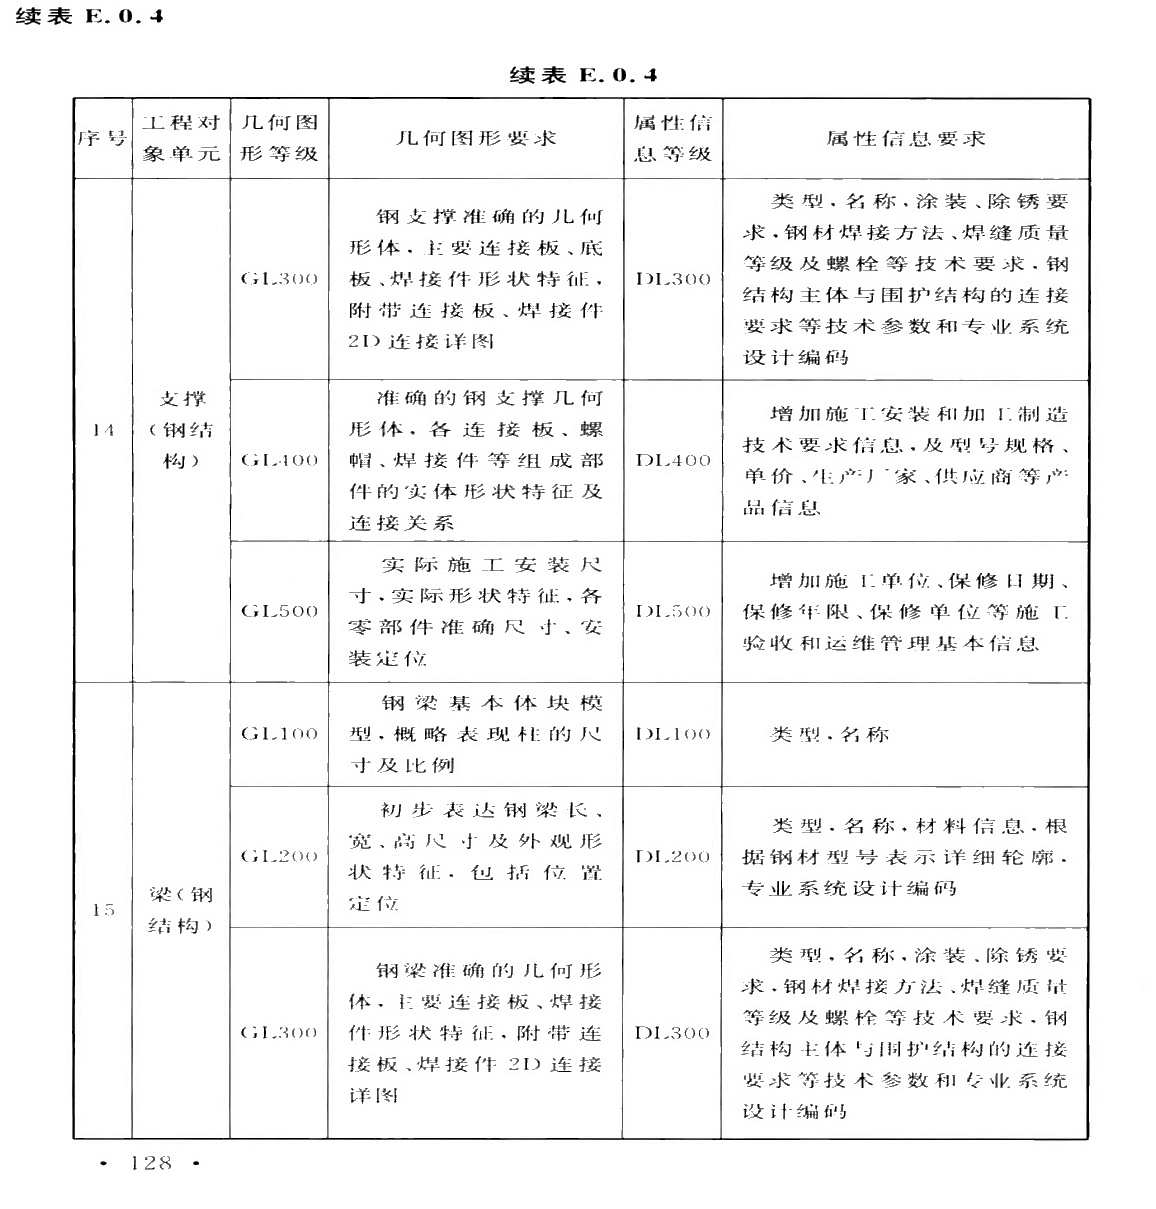 续表 E.0.4
续表 E.0.4
序号
工程对
象单元
几何图
形等级
几何图形要求
属性信
息等级
属性信息要求
14
支撑
(钢结
构)
GL300
钢支撑准确的几何
形体,主要连接板、底
板、焊接件形状特征,
附带连接板、焊接件
2D连接详图
DL300
类型,名称,涂装、除锈要
求,钢材焊接方法、焊缝质量
等级及螺栓等技术要求,钢
结构主体与围护结构的连接
要求等技术参数和专业系统
设计编码
GL400
准确的钢支撑几何
形体,各连接板、螺
帽、焊接件等组成部
件的实体形状特征及
连接关系
DL400
增加施工安装和加工制造
技术要求信息,及型号规格、
单价、生产厂家、供应商等产
品信息
GL500
实际施工安装尺
寸,实际形状特征,各
零部件准确尺寸、安
装定位
DL500
增加施工单位、保修日期、
保修年限、保修单位等施工
验收和运维管理基本信息
15
梁(钢
结构)
GL100
钢梁基本体块模
型,概略表现柱的尺
寸及比例
DL100
类型,名称
GL200
初步表达钢梁长、
宽、高尺寸及外观形
状特征,包括位置
定位
DL200
类型,名称,材料信息,根
据钢材型号表示详细轮廓,
专业系统设计编码
GL300
钢梁准确的几何形
体,主要连接板、焊接
件形状特征,附带连
接板、焊接件2D连接
详图
DL300
类型,名称,涂装、除锈要
求,钢材焊接方法、焊缝质量
等级及螺栓等技术要求,钢
结构主体与围护结构的连接
要求等技术参数和专业系统
设计编码
· 128 ·